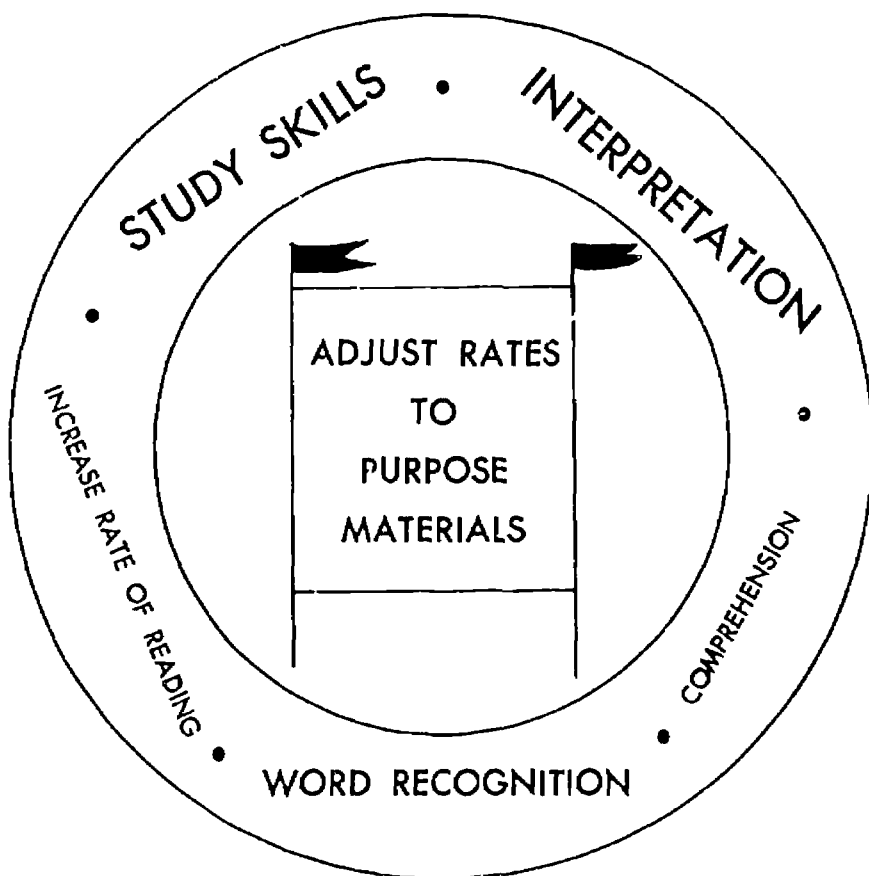 STUDY SKILLS
INTERPRETATION
COMPREHENSION
WORD RECOGNITION
INCREASE RATE OF READING
ADJUST RATES
TO
PURPOSE
MATERIALS